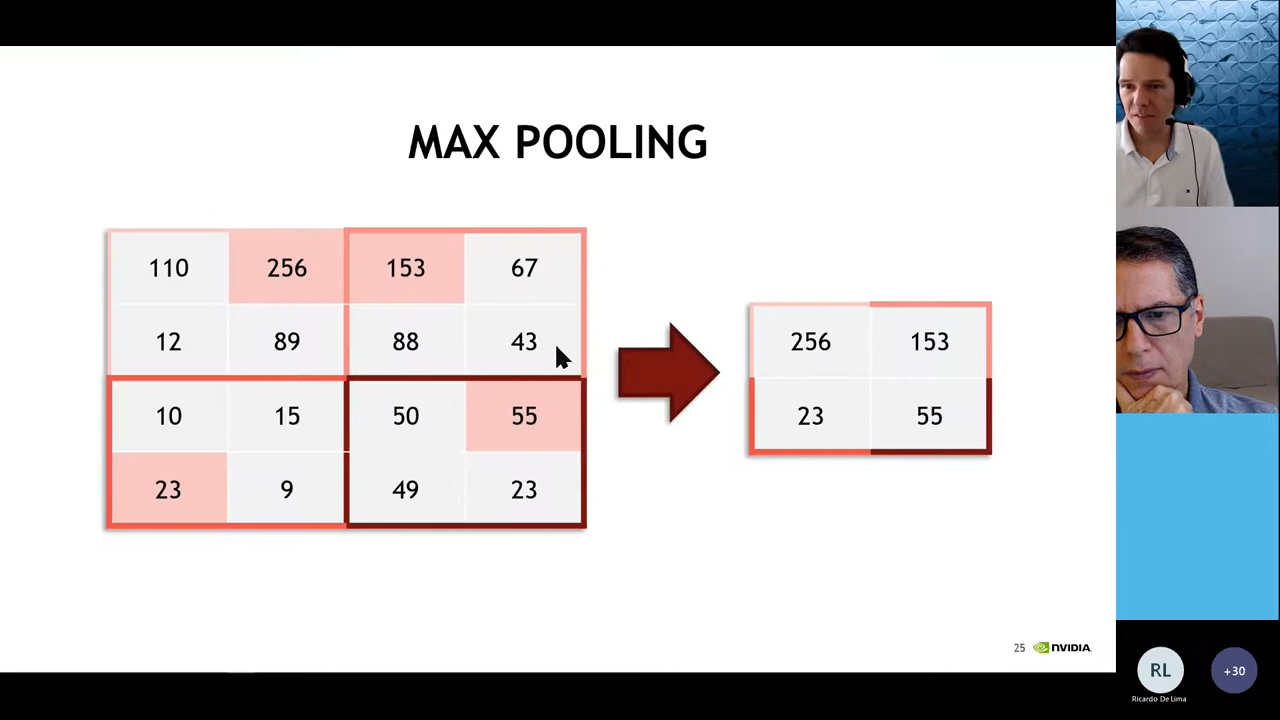 MAX POOLING
110 256 153 67
12 89 88 43
10 15 50 55
23 9 49 23
256 153
23 55
25 NVIDIA.
RL
+30
Ricardo De Lima